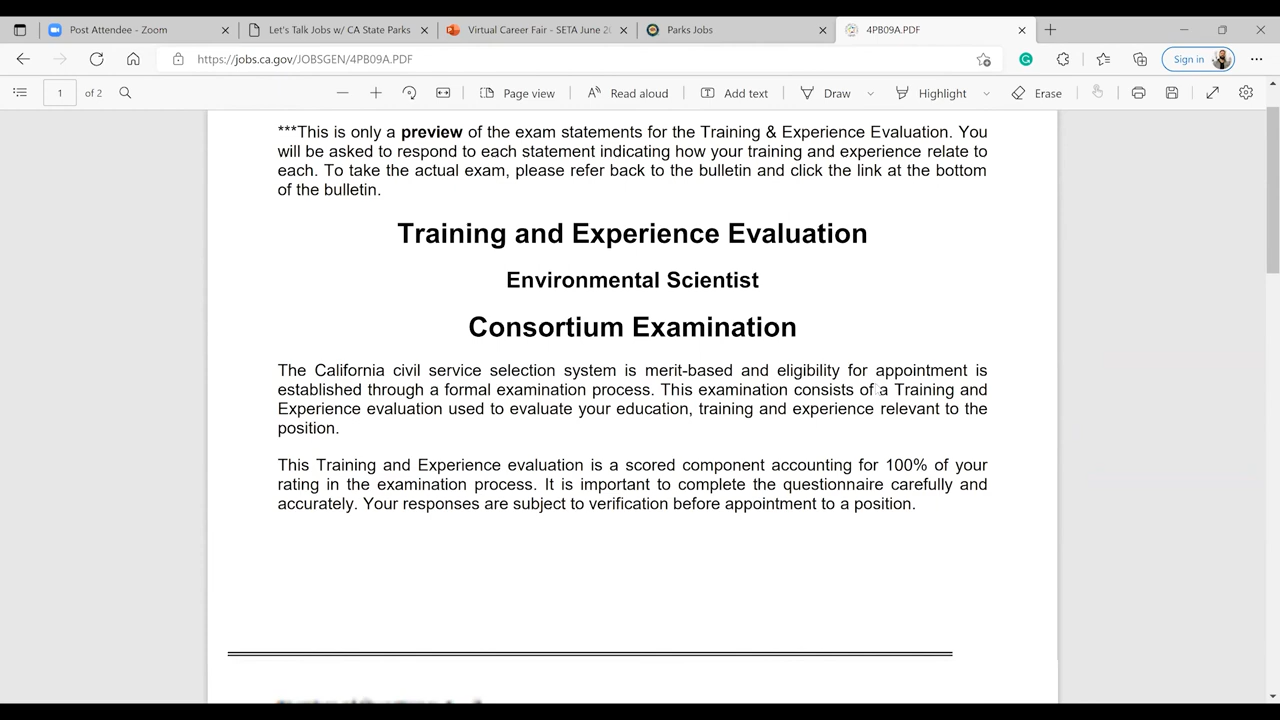 Post Attendee - Zoom
Let's Talk Jobs w/ CA State Parks
Virtual Career Fair - SETA June 20
Parks Jobs
4PB09A.PDF
https://jobs.ca.gov/JOBSGEN/4PB09A.PDF
Sign in
1 of 2
Page view
Read aloud
Add text
Draw
Highlight
Erase
***This is only a preview of the exam statements for the Training & Experience Evaluation. You
will be asked to respond to each statement indicating how your training and experience relate to
each. To take the actual exam, please refer back to the bulletin and click the link at the bottom
of the bulletin.
Training and Experience Evaluation
Environmental Scientist
Consortium Examination
The California civil service selection system is merit-based and eligibility for appointment is
established through a formal examination process. This examination consists of a Training and
Experience evaluation used to evaluate your education, training and experience relevant to the
position.
This Training and Experience evaluation is a scored component accounting for 100% of your
rating in the examination process. It is important to complete the questionnaire carefully and
accurately. Your responses are subject to verification before appointment to a position.